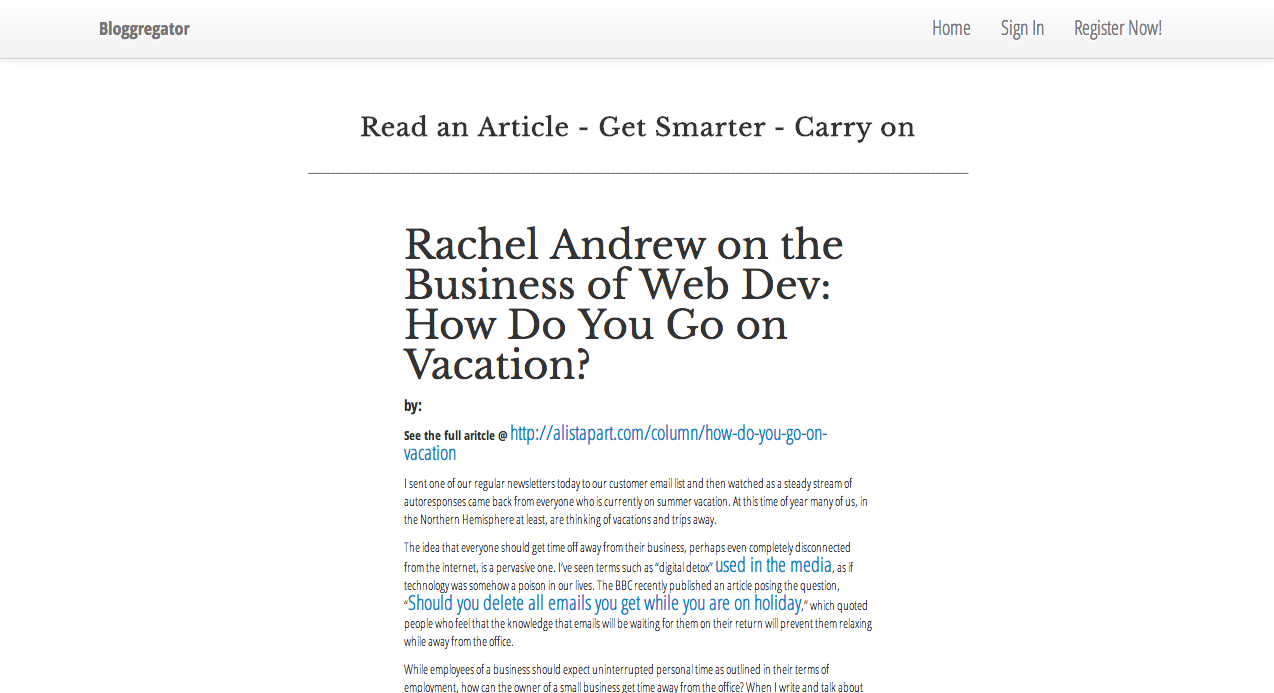 Bloggregator
Home Sign In Register Now!
Read an Article - Get Smarter - Carry on
Rachel Andrew on the
Business of Web Dev:
How Do You Go on
Vacation?
by:
See the full aritcle @ http://alistapart.com/column/how-do-you-go-on-
vacation
I sent one of our regular newsletters today to our customer email list and then watched as a steady stream of
autoresponses came back from everyone who is currently on summer vacation. At this time of year many of us, in
the Northern Hemisphere at least, are thinking of vacations and trips away.
The idea that everyone should get time off away from their business, perhaps even completely disconnected
from the internet, is a pervasive one. I’ve seen terms such as “digital detox” used in the media, as if
technology was somehow a poison in our lives. The BBC recently published an article posing the question,
“Should you delete all emails you get while you are on holiday,” which quoted
people who feel that the knowledge that emails will be waiting for them on their return will prevent them relaxing
while away from the office.
While employees of a business should expect uninterrupted personal time as outlined in their terms of
employment, how can the owner of a small business get time away from the office? When I write and talk about